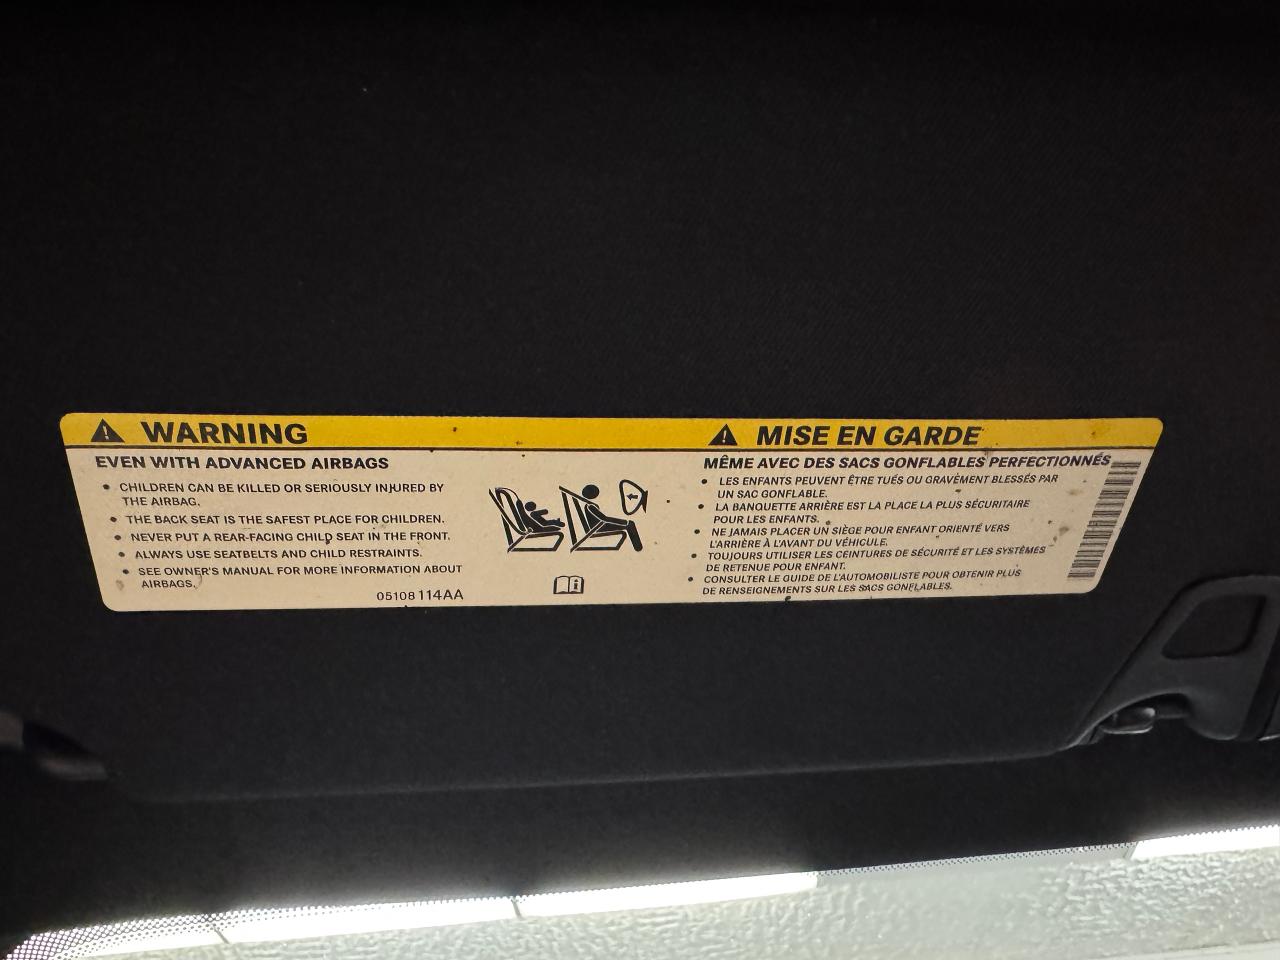 WARNING
EVEN WITH ADVANCED AIRBAGS
• CHILDREN CAN BE KILLED OR SERIOUSLY INJURED BY
THE AIRBAG.
• THE BACK SEAT IS THE SAFEST PLACE FOR CHILDREN.
• NEVER PUT A REAR-FACING CHILD SEAT IN THE FRONT.
• ALWAYS USE SEATBELTS AND CHILD RESTRAINTS.
• SEE OWNER'S MANUAL FOR MORE INFORMATION ABOUT
AIRBAGS.
05108114AA
MISE EN GARDE
MÊME AVEC DES SACS GONFLABLES PERFECTIONNÉS
• LES ENFANTS PEUVENT ÊTRE TUÉS OU GRAVEMENT BLESSÉS PAR
UN SAC GONFLABLE.
• LA BANQUETTE ARRIÈRE EST LA PLACE LA PLUS SÉCURITAIRE
POUR LES ENFANTS.
• NE JAMAIS PLACER UN SIÈGE POUR ENFANT ORIENTÉ VERS
L'ARRIÈRE À L'AVANT DU VÉHICULE.
• TOUJOURS UTILISER LES CEINTURES DE SÉCURITÉ ET LES SYSTÈMES
DE RETENUE POUR ENFANT.
• CONSULTER LE GUIDE DE L'AUTOMOBILISTE POUR OBTENIR PLUS
DE RENSEIGNEMENTS SUR LES SACS GONFLABLES.